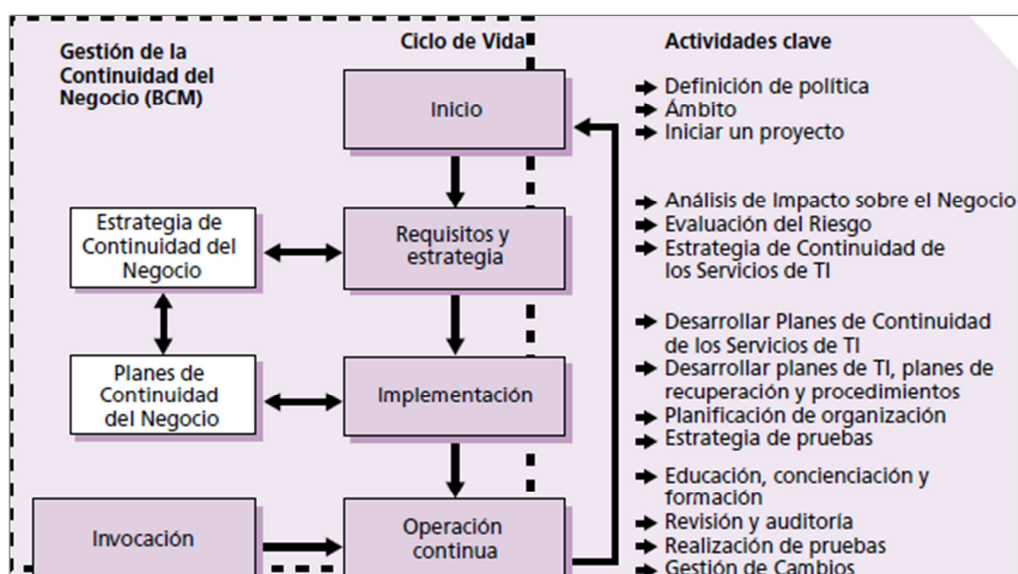 Gestión de la
Continuidad del
Negocio (BCM)
Ciclo de Vida
Actividades clave
Inicio
Definición de política
Ámbito
Iniciar un proyecto
Estrategia de
Continuidad del
Negocio
Requisitos y
estrategia
Análisis de Impacto sobre el Negocio
Evaluación del Riesgo
Estrategia de Continuidad de
los Servicios de TI
Planes de
Continuidad
del Negocio
Implementación
Desarrollar Planes de Continuidad
de los Servicios de TI
Desarrollar planes de TI, planes de
recuperación y procedimientos
Planificación de organización
Estrategia de pruebas
Invocación
Operación
continua
Educación, concienciación y
formación
Revisión y auditoría
Realización de pruebas
Gestión de Cambios